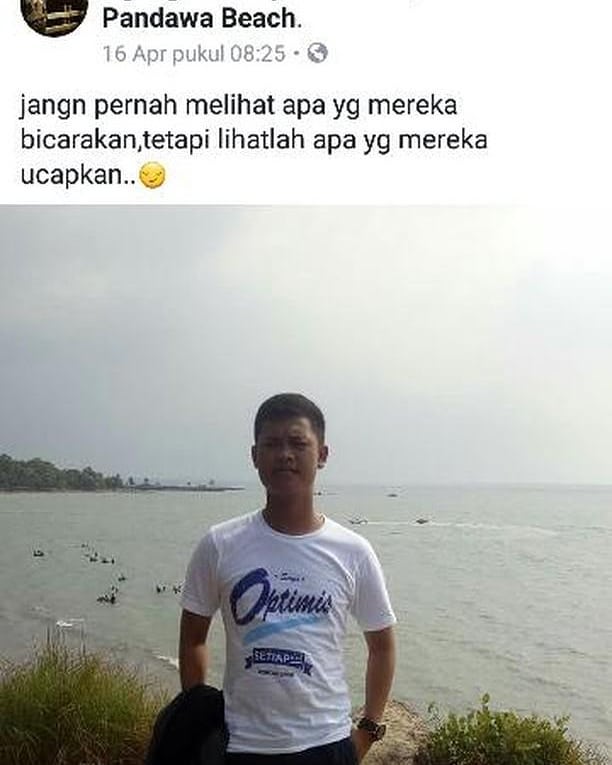 Pandawa Beach.
16 Apr pukul 08:25 •
jangn pernah melihat apa yg mereka
bicarakan,tetapi lihatlah apa yg mereka
ucapkan..😏
Optimis
SETIAP